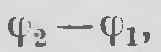 φ₂ — φ₁,